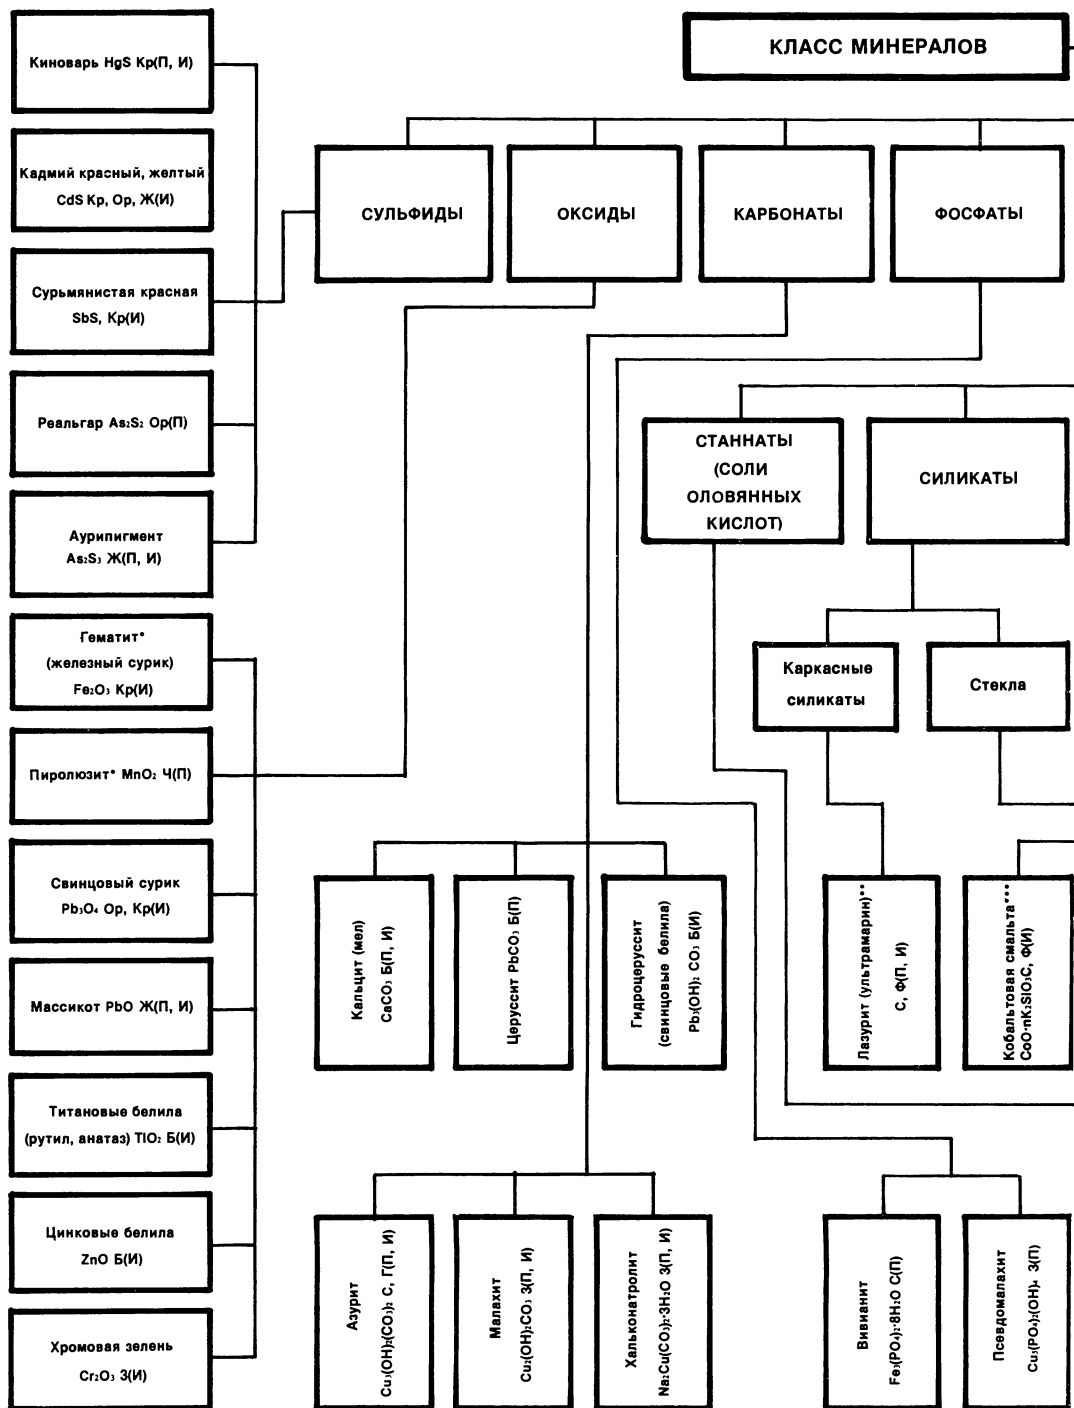 КЛАСС МИНЕРАЛОВ
Киноварь HgS Кр(П, И)
Кадмий красный, желтый
CdS Кр, Ор, Ж(И)
Сурьмянистая красная
SbS, Кр(И)
Реальгар As₂S₂ Ор(П)
Аурипигмент
As₂S₃ Ж(П, И)
Гематит*
(железный сурик)
Fe₂O₃ Кр(И)
Пиролюзит* MnO₂ Ч(П)
Свинцовый сурик
Pb₃O₄ Ор, Кр(И)
Массикот PbO Ж(П, И)
Титановые белила
(рутил, анатаз) TiO₂ Б(И)
Цинковые белила
ZnO Б(И)
Хромовая зелень
Cr₂O₃ З(И)
СУЛЬФИДЫ
ОКСИДЫ
КАРБОНАТЫ
ФОСФАТЫ
СТАННАТЫ
(СОЛИ
ОЛОВЯННЫХ
КИСЛОТ)
СИЛИКАТЫ
Каркасные
силикаты
Стекла
Кальцит (мел)
CaCO₃ Б(П, И)
Церуссит PbCO₃ Б(П)
Гидроцеруссит
(свинцовые белила)
Pb₃(OH)₂ CO₃ Б(И)
Лазурит (ультрамарин)**
С, Ф(П, И)
Кобальтовая смальта***
CoO·nK₂SiO₃С, Ф(И)
Азурит
Cu₃(OH)₂(CO₃)₂ С, Г(П, И)
Малахит
Cu₂(OH)₂CO₃ З(П, И)
Хальконатролит
Na₂Cu(CO₃)₂·3H₂O З(П, И)
Вивианит
Fe₃(PO₄)₂·8H₂O С(П)
Псевдомалахит
Cu₅(PO₄)₂(OH)₄ З(П)